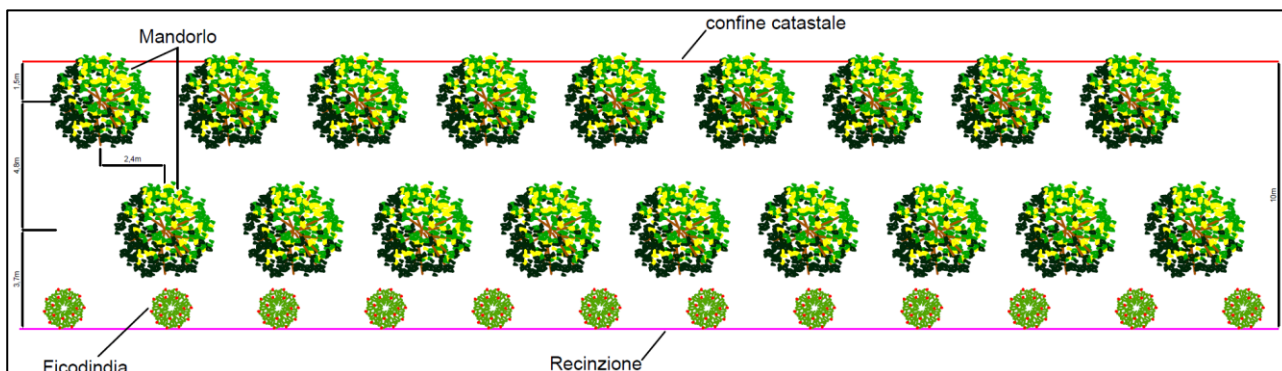 Mandorlo
confine catastale
1,5m
2,4m
4,8m
10m
3,7m
Ficodindia
Recinzione